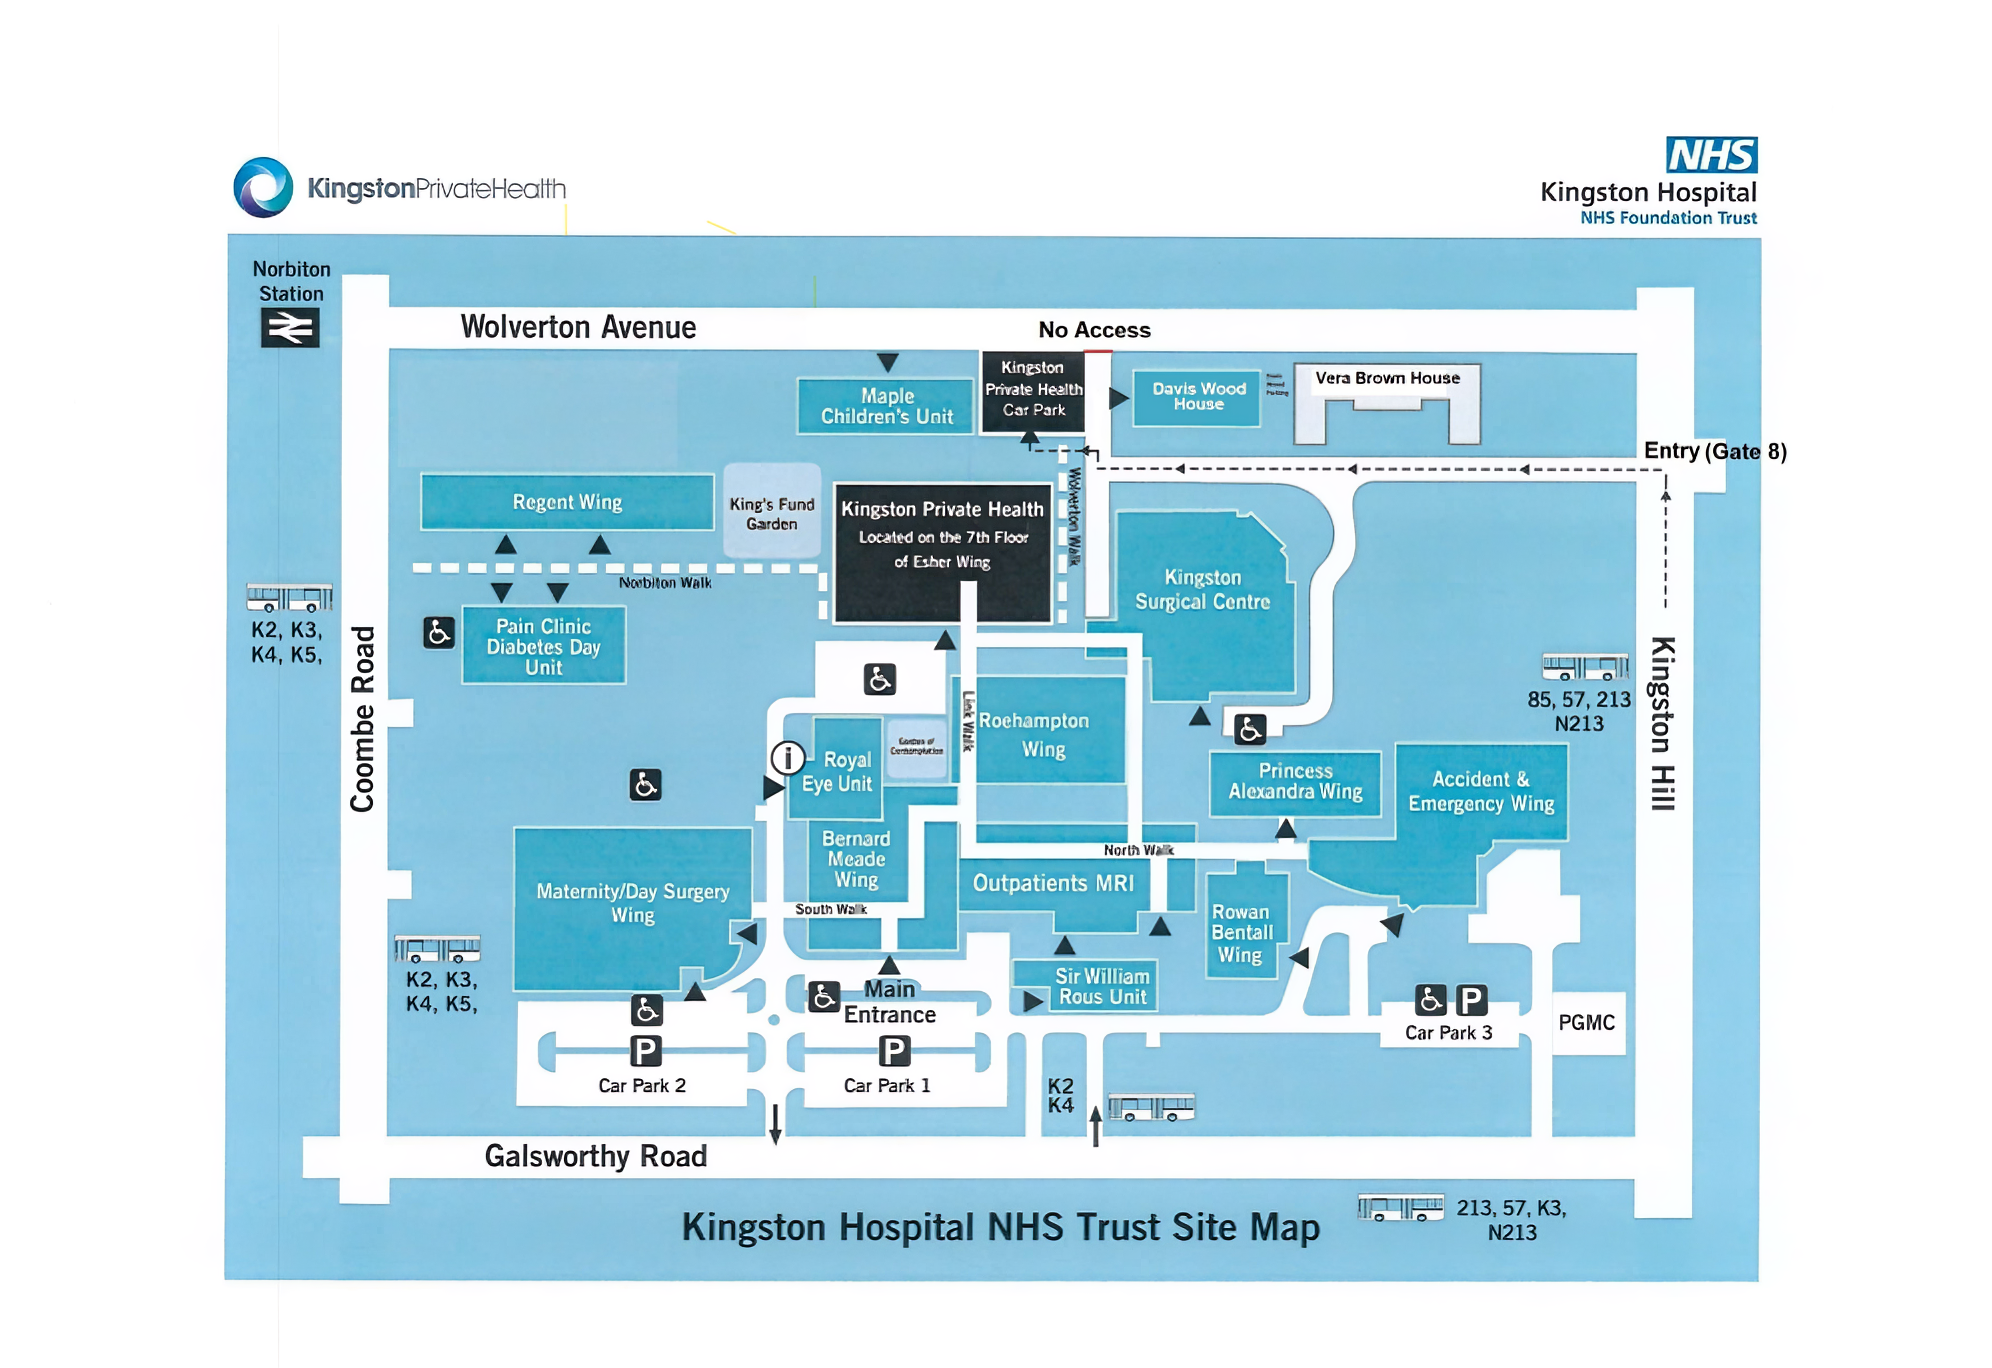 KingstonPrivateHealth
NHS
Kingston Hospital
NHS Foundation Trust
Norbiton
Station
Wolverton Avenue
No Access
Kingston
Private Health
Car Park
Maple
Children's Unit
Davis Wood
House
Vera Brown House
Entry (Gate 8)
Regent Wing
King's Fund
Garden
Kingston Private Health
Located on the 7th Floor
of Esher Wing
Wolverton Walk
Norbiton Walk
Kingston
Surgical Centre
K2, K3,
K4, K5,
Pain Clinic
Diabetes Day
Unit
Coombe Road
Kingston Hill
85, 57, 213
N213
Link Walk
Roehampton
Wing
i
Royal
Eye Unit
Garden of
Contemplation
Princess
Alexandra Wing
Accident &
Emergency Wing
Bernard
Meade
Wing
North Walk
Outpatients MRI
Maternity/Day Surgery
Wing
South Walk
Rowan
Bentall
Wing
K2, K3,
K4, K5,
Main
Entrance
Sir William
Rous Unit
P
Car Park 3
PGMC
P
Car Park 2
P
Car Park 1
K2
K4
Galsworthy Road
Kingston Hospital NHS Trust Site Map
213, 57, K3,
N213